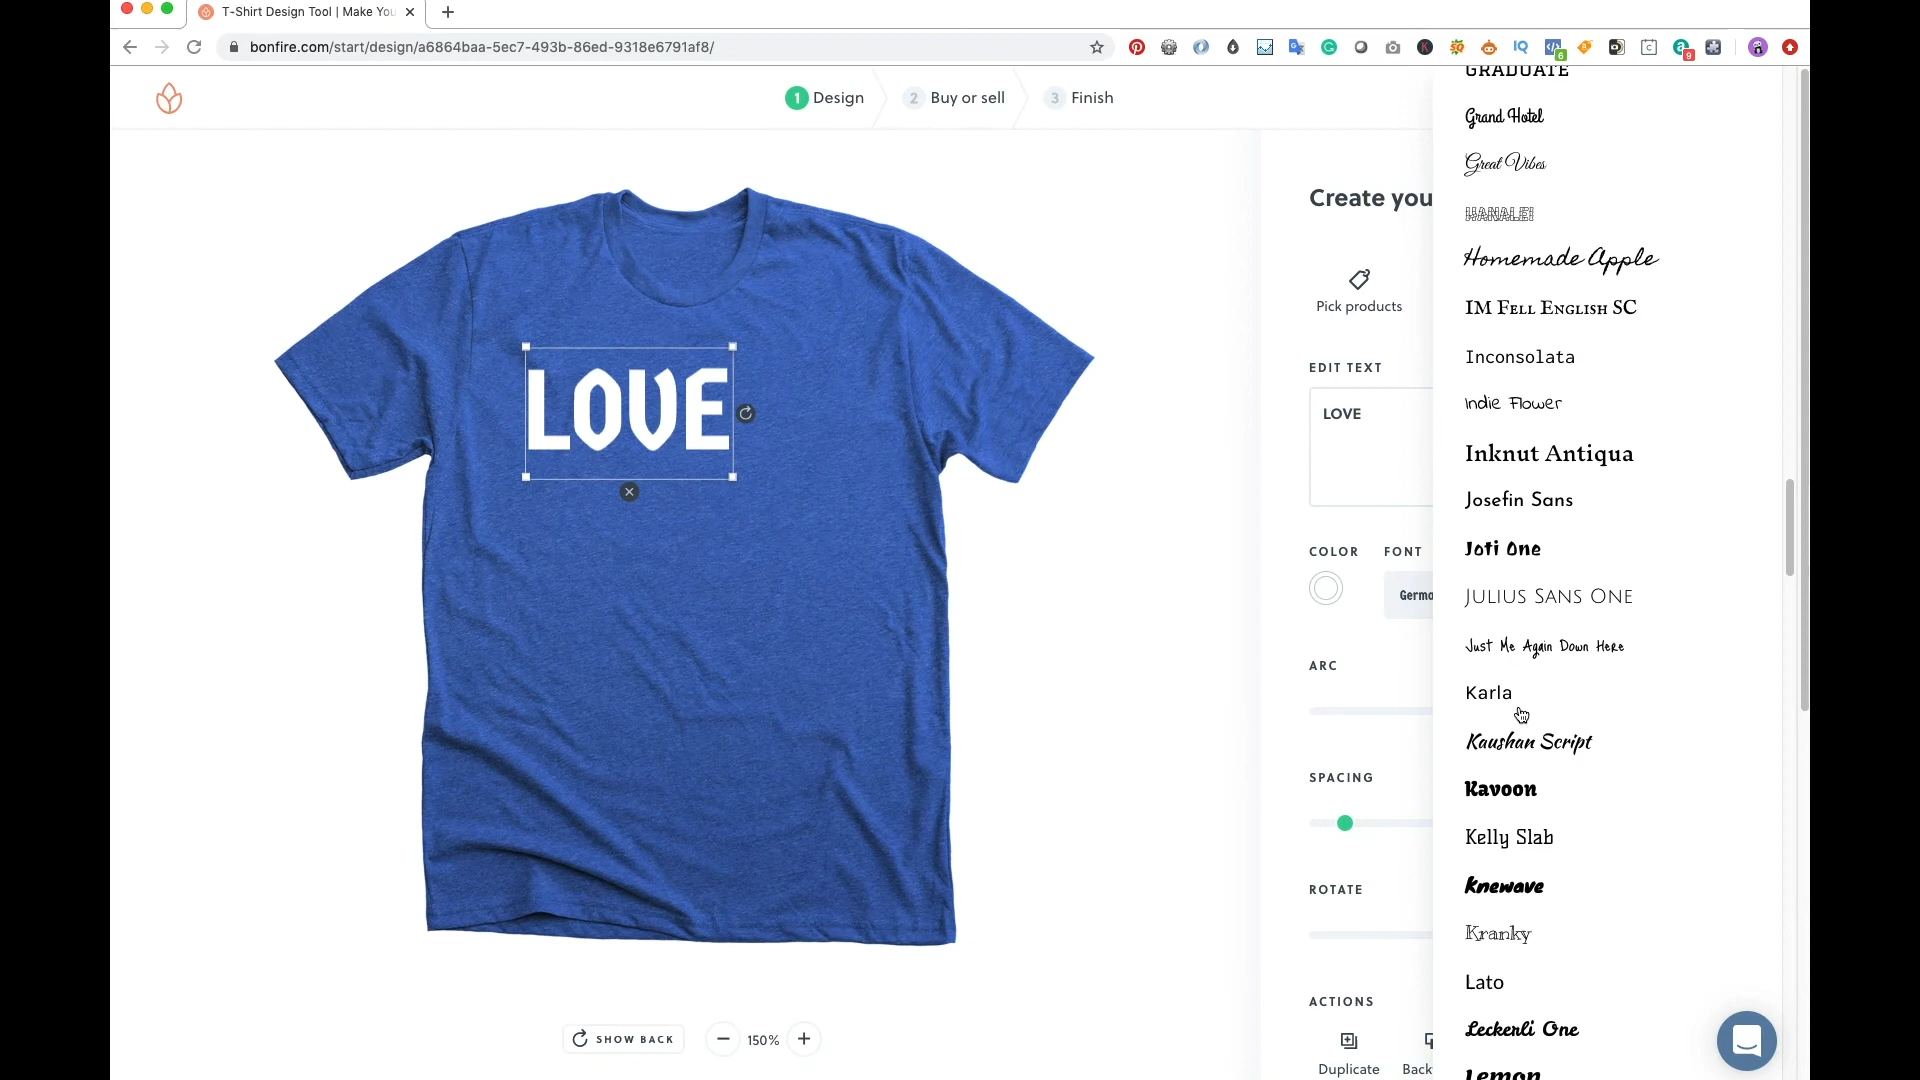 T-Shirt Design Tool | Make You
bonfire.com/start/design/a6864baa-5ec7-493b-86ed-9318e6791af8/
1 Design
2 Buy or sell
3 Finish
LOVE
SHOW BACK
150%
Create you
Pick products
EDIT TEXT
LOVE
COLOR
FONT
Germa
ARC
SPACING
ROTATE
ACTIONS
Duplicate
Back
GRADUATE
Grand Hotel
Great Vibes
HANALEI
Homemade Apple
IM FELL ENGLISH SC
Inconsolata
Indie Flower
Inknut Antiqua
Josefin Sans
Joti One
JULIUS SANS ONE
Just Me Again Down Here
Karla
Kaushan Script
Kavoon
Kelly Slab
Knewave
Kranky
Lato
Leckerli One
Lemon